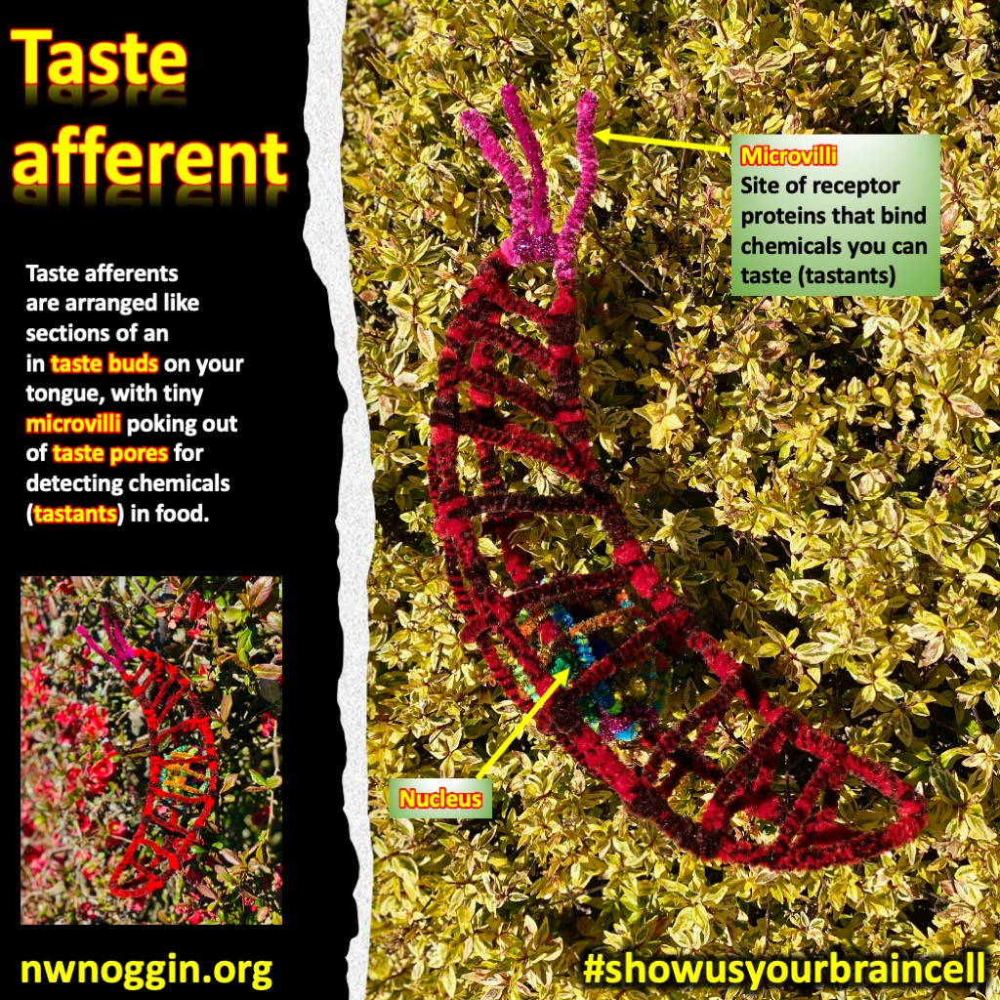 Taste
afferent
Taste afferents
are arranged like
sections of an
in taste buds on your
tongue, with tiny
microvilli poking out
of taste pores for
detecting chemicals
(tastants) in food.
Microvilli
Site of receptor
proteins that bind
chemicals you can
taste (tastants)
Nucleus
nwnoggin.org
#showusyourbraincell